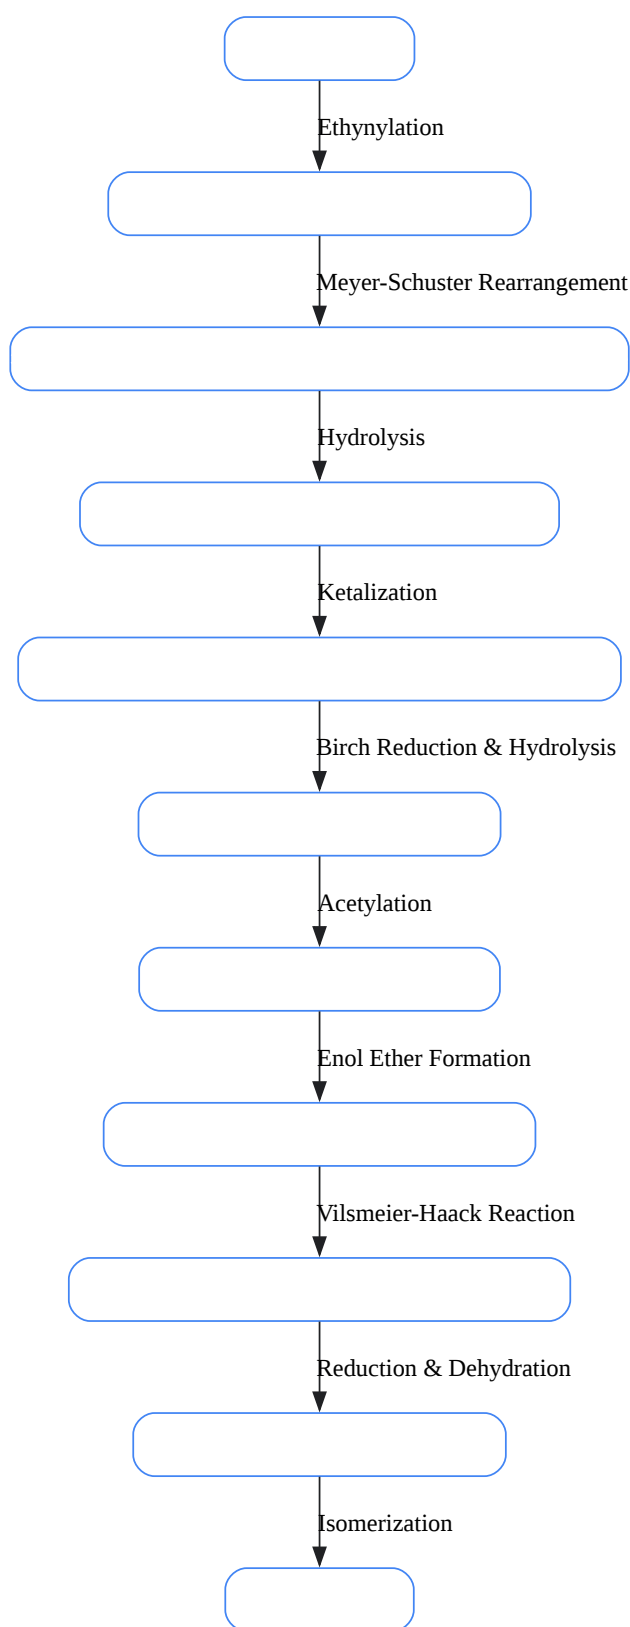 Ethynylation
Meyer-Schuster Rearrangement
Hydrolysis
Ketalization
Birch Reduction & Hydrolysis
Acetylation
Enol Ether Formation
Vilsmeier-Haack Reaction
Reduction & Dehydration
Isomerization